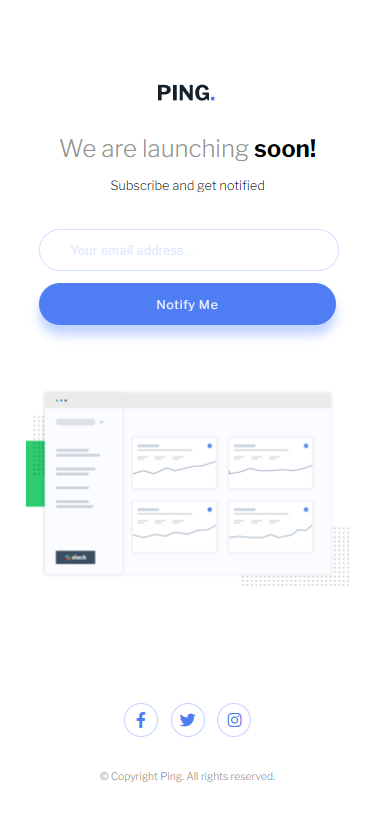 PING.
We are launching soon!
Subscribe and get notified
Your email address...
Notify Me
slack
© Copyright Ping. All rights reserved.